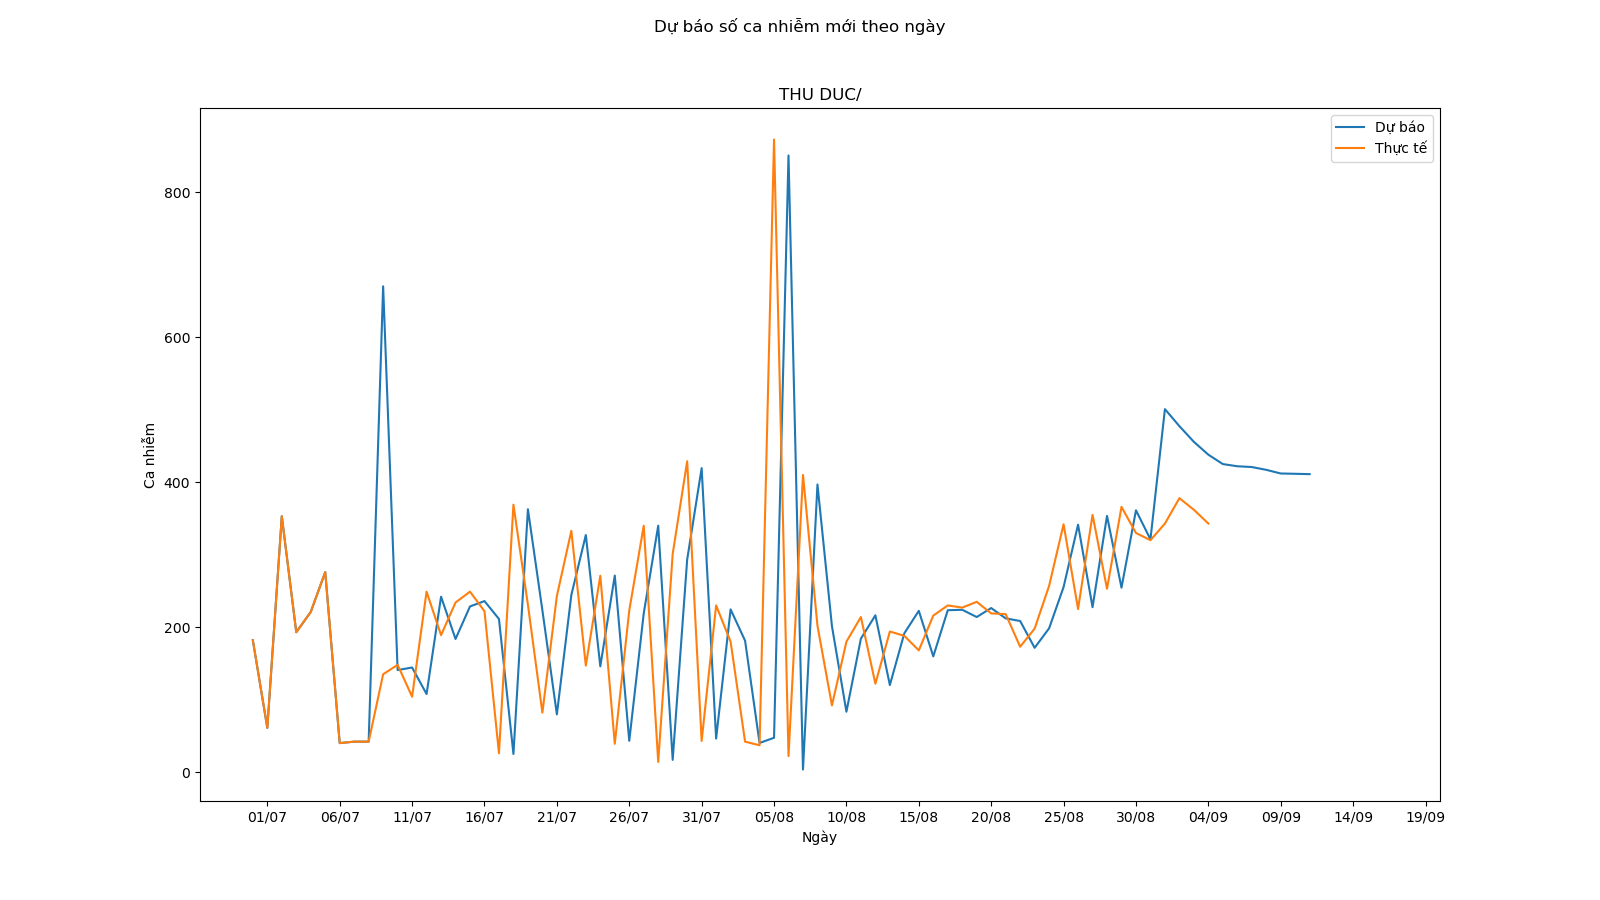 Dự báo số ca nhiễm mới theo ngày
THU DUC/
Dự báo
Thực tế
800
600
400
200
0
Ca nhiễm
01/07 06/07 11/07 16/07 21/07 26/07 31/07 05/08 10/08 15/08 20/08 25/08 30/08 04/09 09/09 14/09 19/09
Ngày